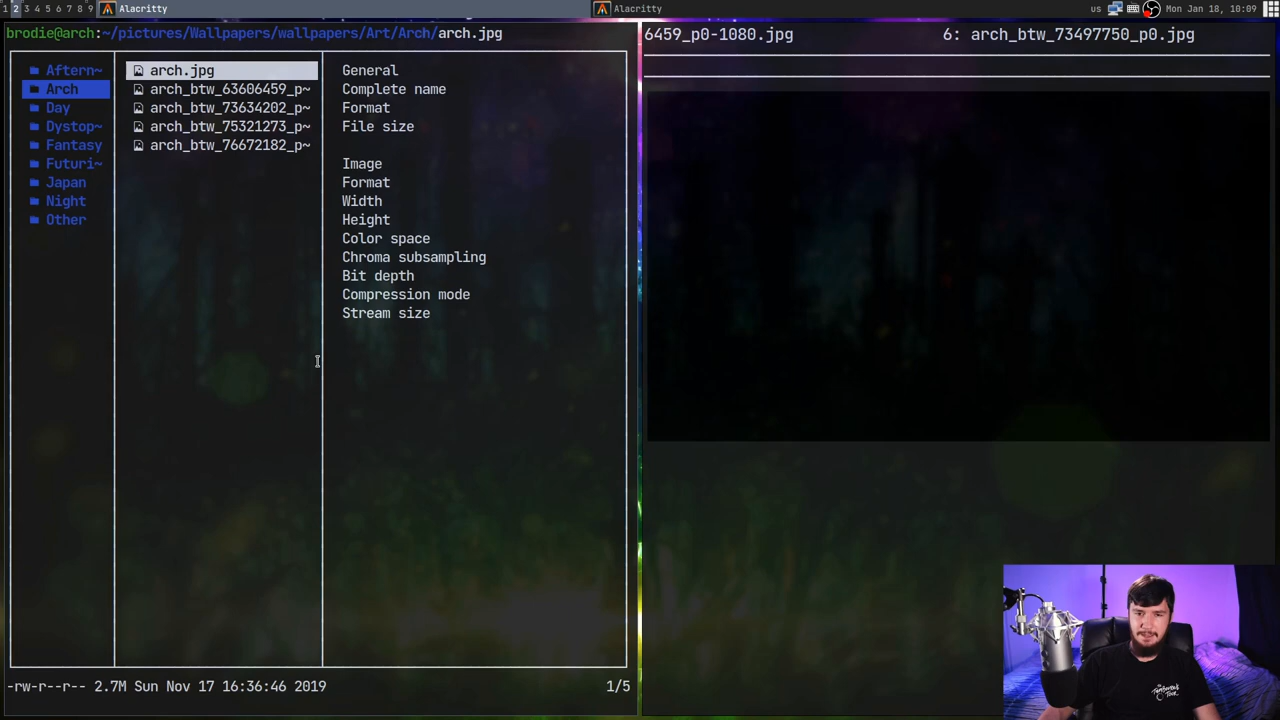 1 2 3 4 5 6 7 8 9 Alacritty Alacritty us Mon Jan 18, 10:09
brodie@arch:~/pictures/Wallpapers/wallpapers/Art/Arch/arch.jpg
Aftern~
Arch
Day
Dystop~
Fantasy
Futuri~
Japan
Night
Other
arch.jpg
arch_btw_63606459_p~
arch_btw_73634202_p~
arch_btw_75321273_p~
arch_btw_76672182_p~
General
Complete name
Format
File size
Image
Format
Width
Height
Color space
Chroma subsampling
Bit depth
Compression mode
Stream size
-rw-r--r-- 2.7M Sun Nov 17 16:36:46 2019 1/5
6459_p0-1080.jpg 6: arch_btw_73497750_p0.jpg